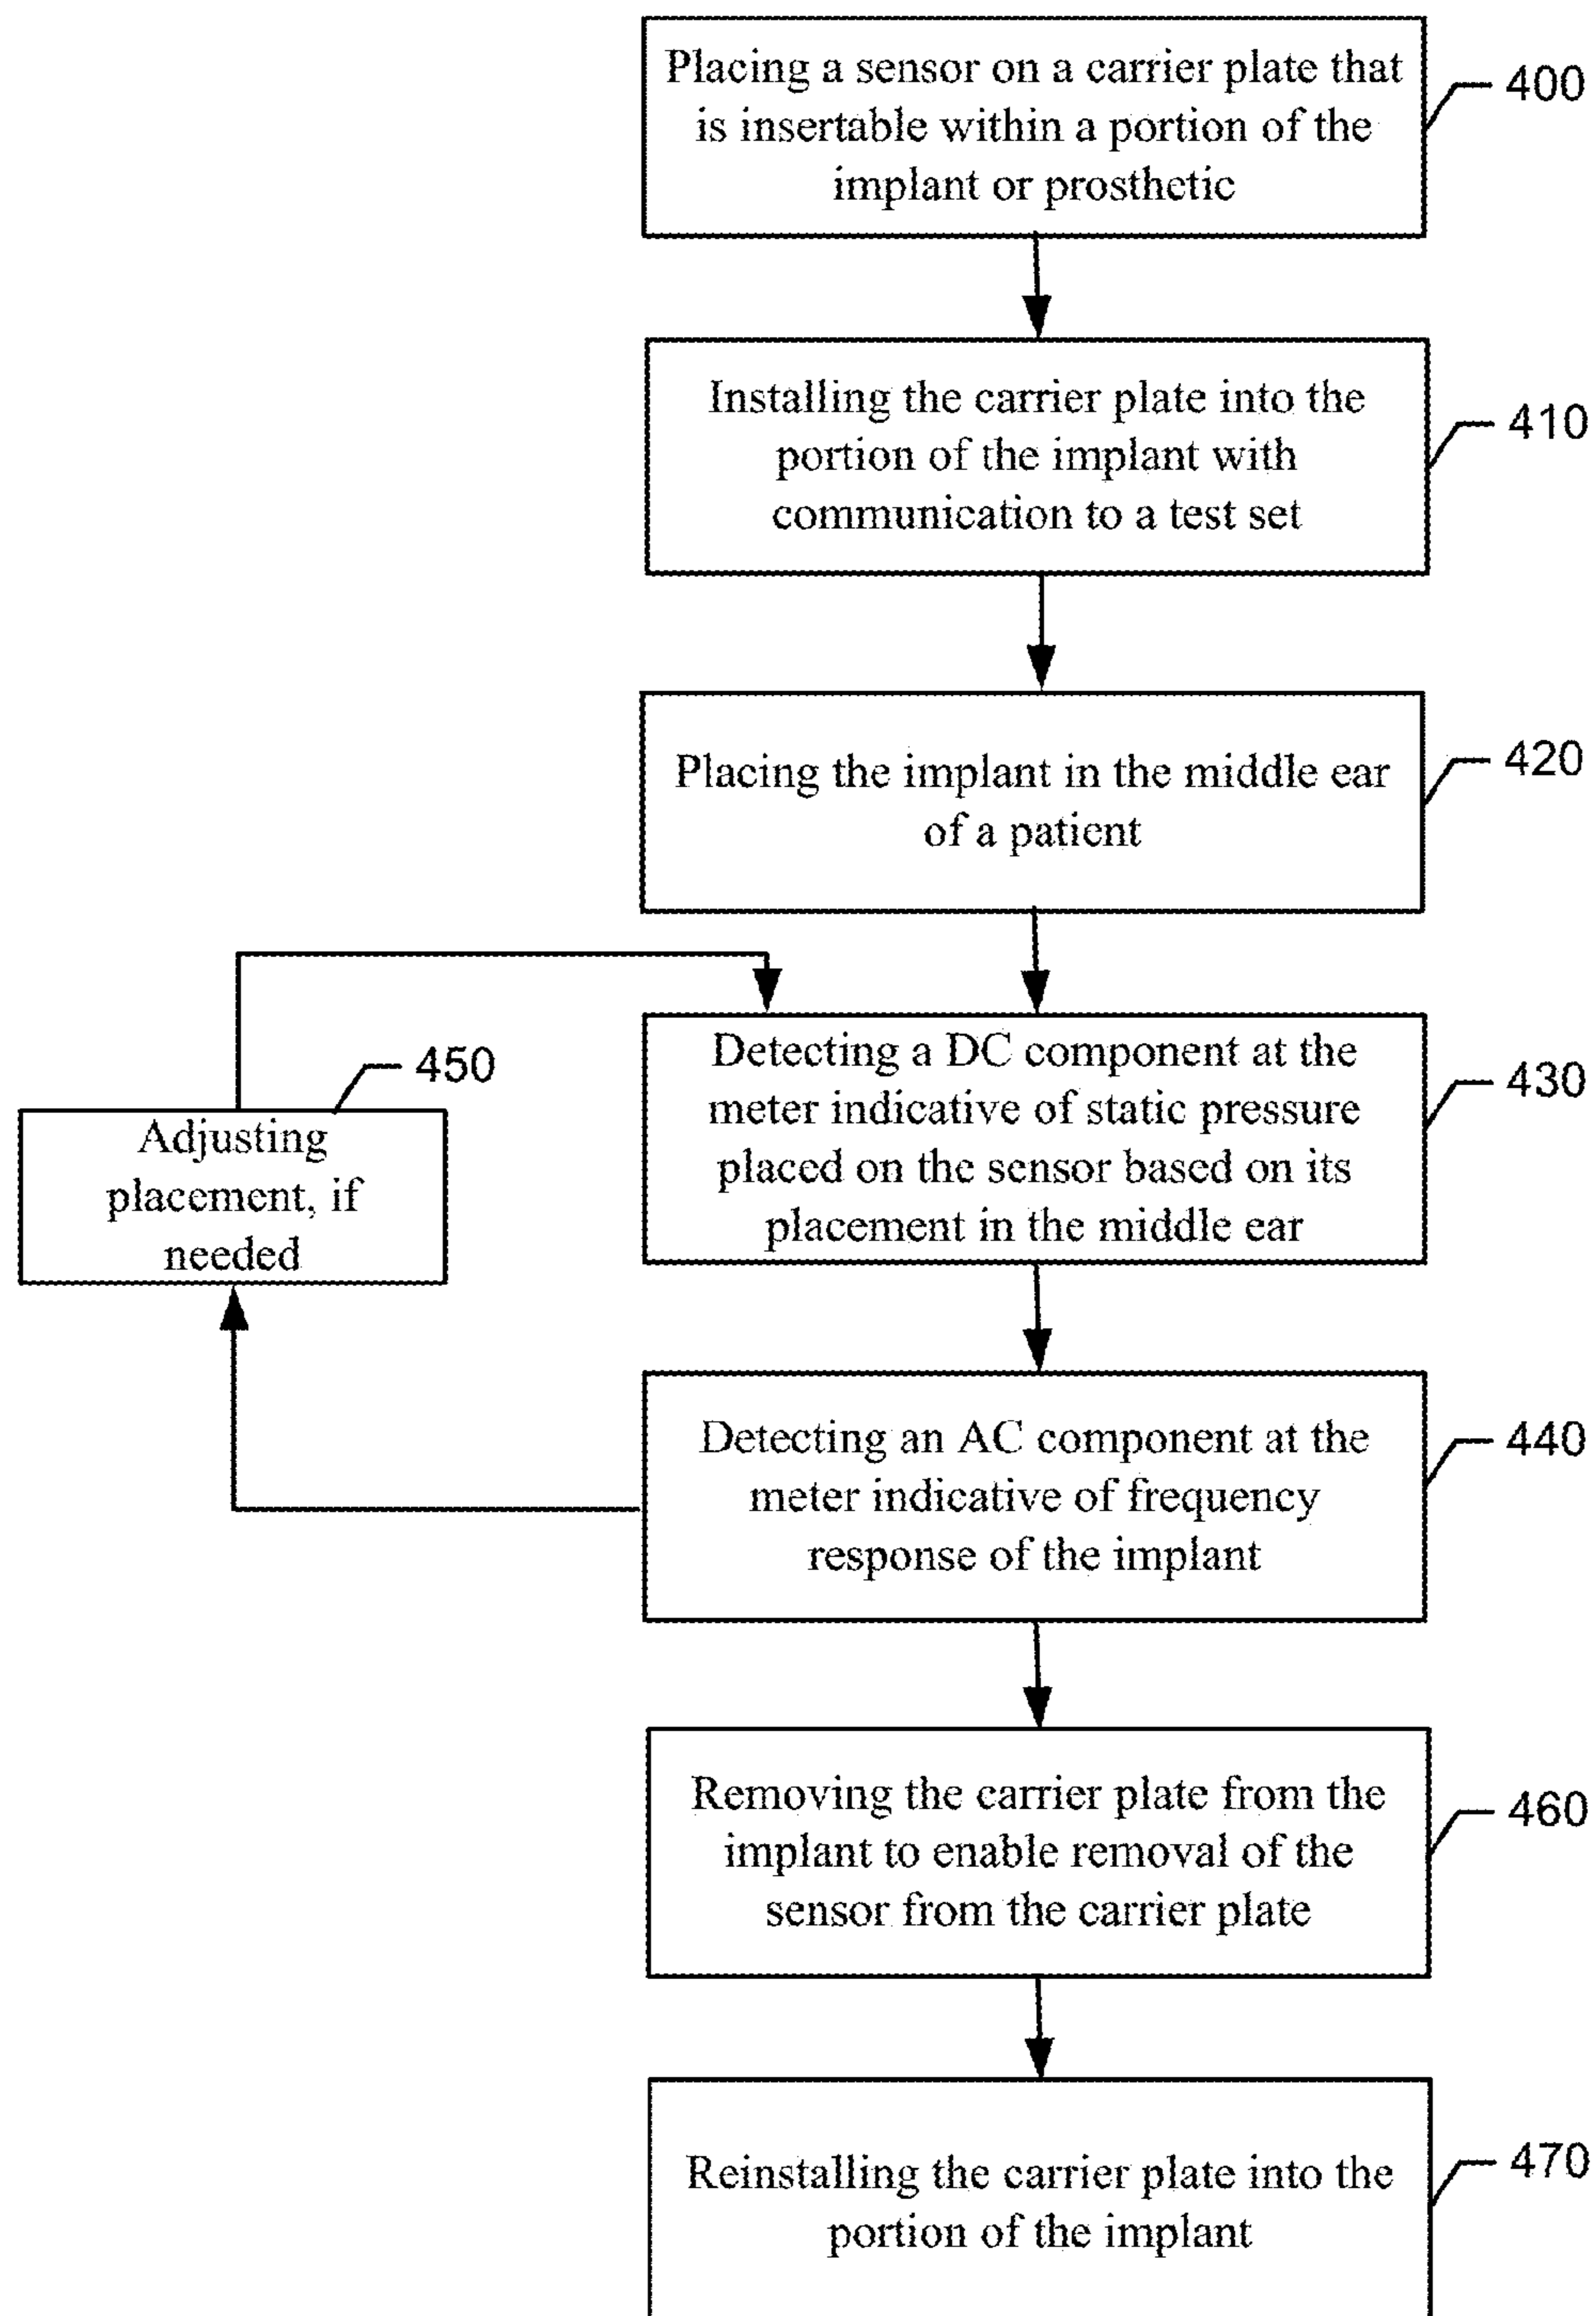 Placing a sensor on a carrier plate that
is insertable within a portion of the
implant or prosthetic
400
Installing the carrier plate into the
portion of the implant with
communication to a test set
410
Placing the implant in the middle ear
of a patient
420
Detecting a DC component at the
meter indicative of static pressure
placed on the sensor based on its
placement in the middle ear
430
450
Adjusting
placement, if
needed
Detecting an AC component at the
meter indicative of frequency
response of the implant
440
Removing the carrier plate from the
implant to enable removal of the
sensor from the carrier plate
460
Reinstalling the carrier plate into the
portion of the implant
470